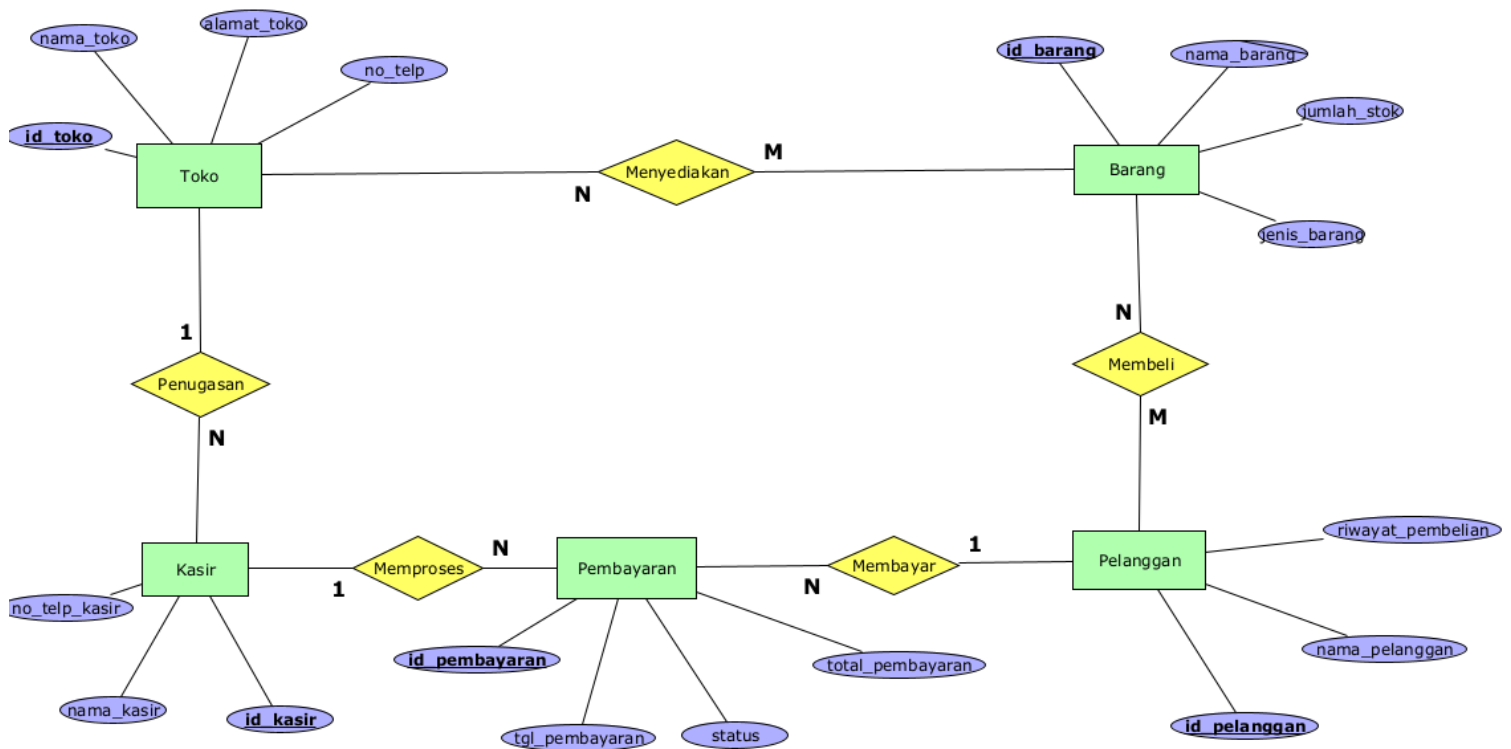 alamat_toko
nama_toko
no_telp
id_toko
Toko
N
Menyediakan
M
id_barang
nama_barang
jumlah_stok
Barang
jenis_barang
1
Penugasan
N
N
Membeli
M
Kasir
no_telp_kasir
nama_kasir
id_kasir
1
Memproses
N
Pembayaran
id_pembayaran
tgl_pembayaran
status
total_pembayaran
N
Membayar
1
Pelanggan
riwayat_pembelian
nama_pelanggan
id_pelanggan